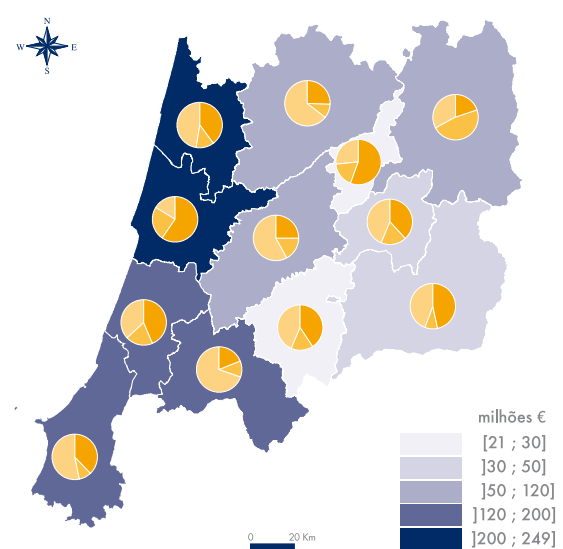 N
W E
S
milhões €
[21 ; 30]
]30 ; 50]
]50 ; 120]
]120 ; 200]
]200 ; 249]
0 20 Km